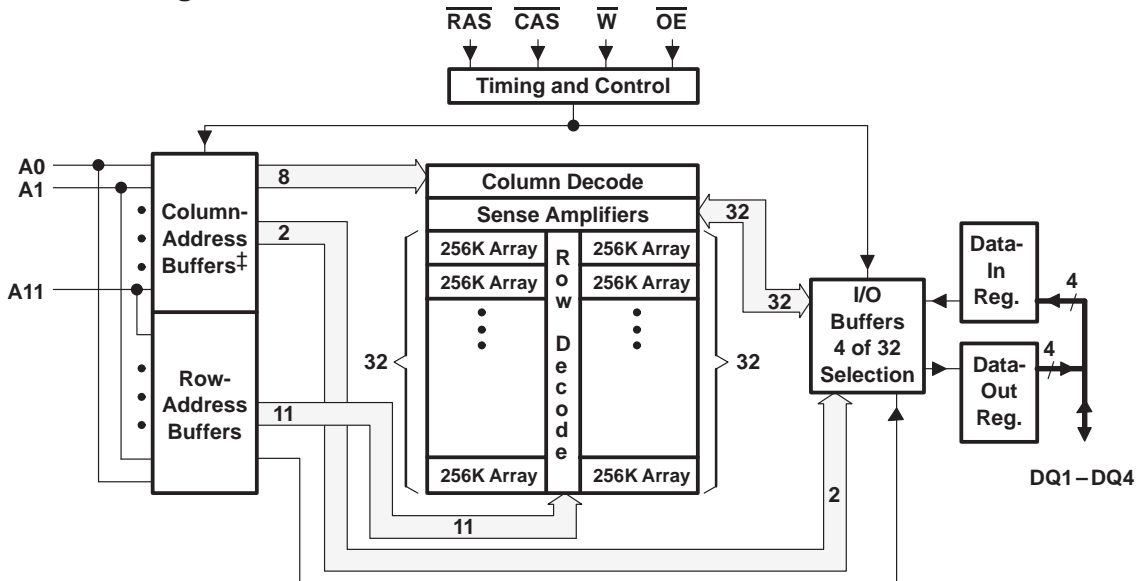 RAS CAS W OE
Timing and Control
A0
A1
A11
Column-
Address
Buffers‡
Row-
Address
Buffers
8
2
11
11
2
Column Decode
Sense Amplifiers
256K Array
256K Array
256K Array
256K Array
256K Array
256K Array
Row Decode
32
32
32
32
I/O
Buffers
4 of 32
Selection
Data-
In
Reg.
4
Data-
Out
Reg.
4
DQ1–DQ4